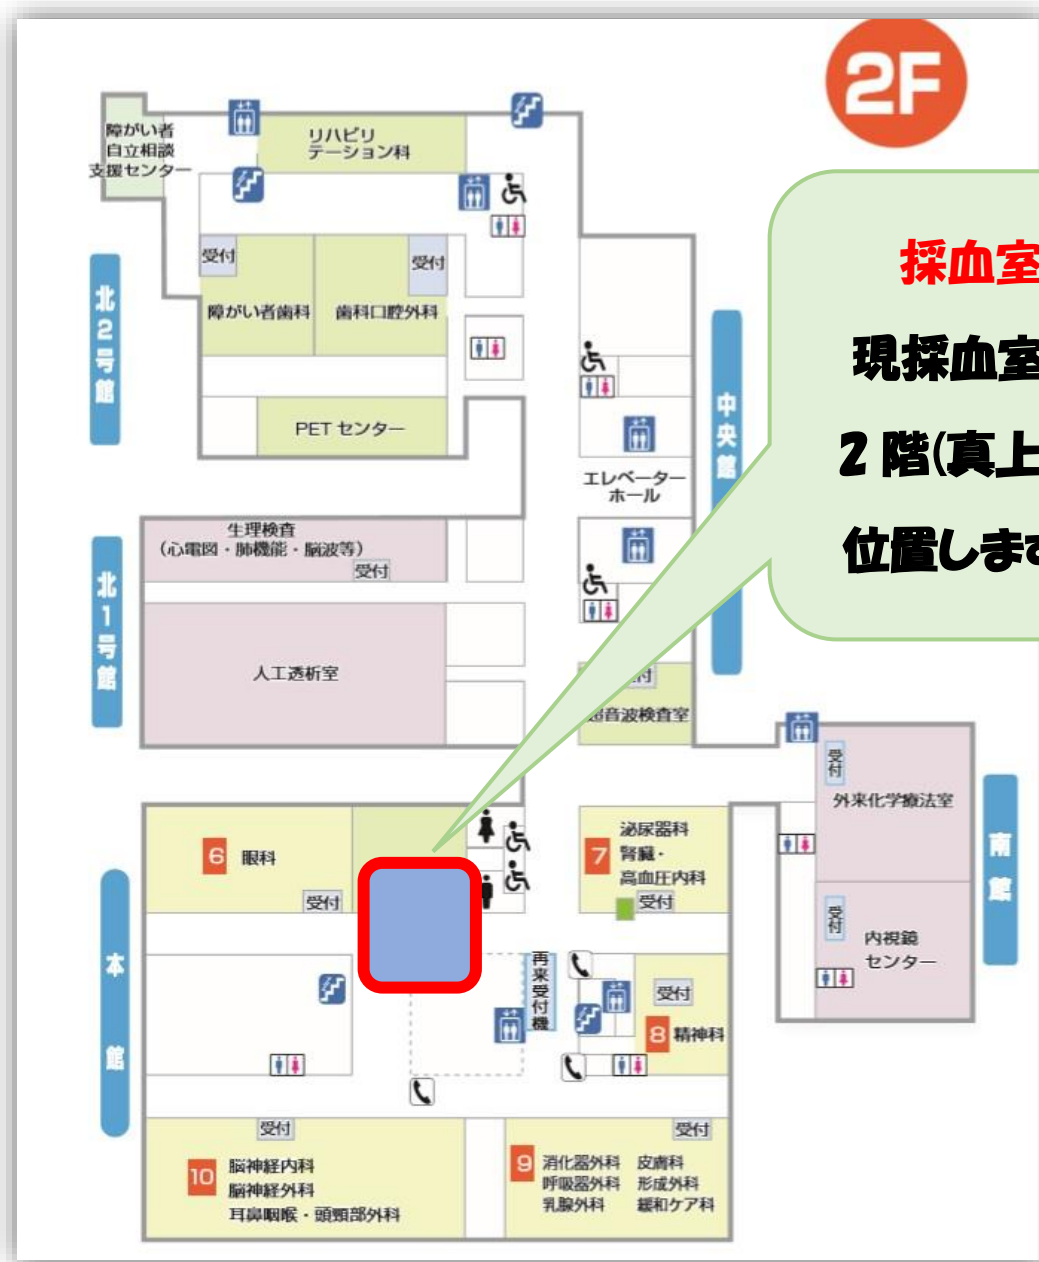 2F
障がい者
自立相談
支援センター
リハビリ
テーション科
受付
受付
障がい者歯科
歯科口腔外科
北2号館
PET センター
中央館
エレベーター
ホール
採血室
現採血室
2 階(真上
位置します
生理検査
(心電図・肺機能・脳波等)
受付
北1号館
人工透析室
受付
超音波検査室
受付
外来化学療法室
南館
受付
内視鏡
センター
6 眼科
受付
7 泌尿器科
腎臓・
高血圧内科
受付
本館
再来受付機
受付
8 精神科
受付
10 脳神経内科
脳神経外科
耳鼻咽喉・頭頸部外科
受付
9 消化器外科 皮膚科
呼吸器外科 形成外科
乳腺外科 緩和ケア科